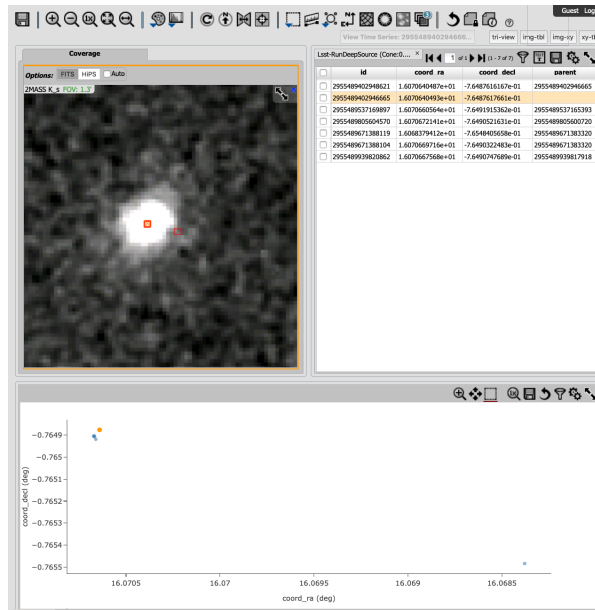 Guest Log
View Time Series: 2955489402946666...
tri-view img-tbl img-xy xy-t
Coverage
Options: FITS HiPS Auto
2MASS K_s FOV: 1.3'
Lsst-RunDeepSource (Cone:0.... ×
1 of 1 (1 - 7 of 7)
id coord_ra coord_decl parent
2955489402948621 1.6070640487e+01 -7.6487616167e-01 2955489402946665
2955489402946665 1.6070640493e+01 -7.6487617661e-01
2955489537169897 1.6070660564e+01 -7.6491915362e-01 2955489537165393
2955489805604570 1.6070672141e+01 -7.6490521631e-01 2955489805600720
2955489671388119 1.6068379412e+01 -7.6548405658e-01 2955489671383320
2955489671388104 1.6070669716e+01 -7.6490322483e-01 2955489671383320
2955489939820862 1.6070667568e+01 -7.6490747689e-01 2955489939817918
−0.7649
−0.765
−0.7651
−0.7652
−0.7653
−0.7654
−0.7655
coord_decl (deg)
16.0705 16.07 16.0695 16.069 16.0685
coord_ra (deg)